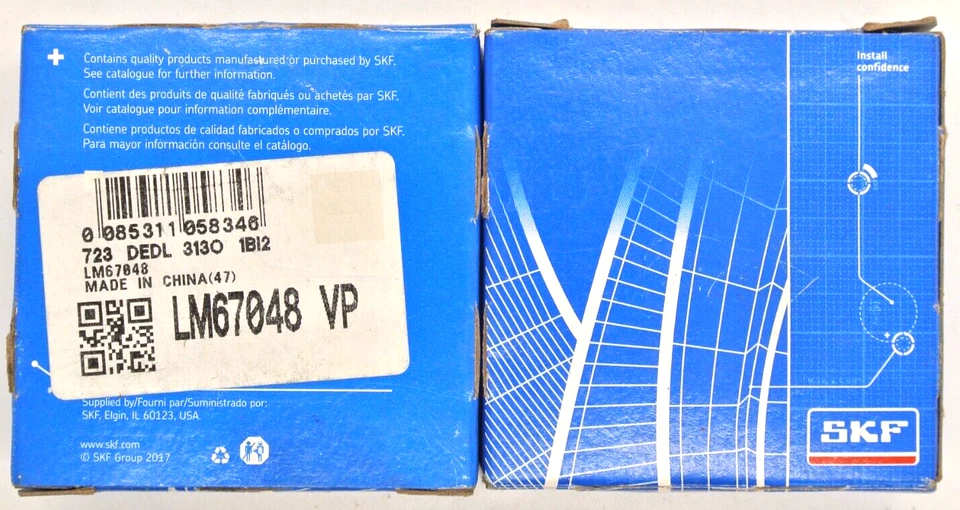 Contains quality products manufactured or purchased by SKF.
See catalogue for further information.
Contient des produits de qualité fabriqués ou achetés par SKF.
Voir catalogue pour information complémentaire.
Contiene productos de calidad fabricados o comprados por SKF.
Para mayor información consulte el catálogo.
0 085311 058346
723 DEDL 3130 1BI2
LM67048
MADE IN CHINA(47)
LM67048 VP
Supplied by/Fourni par/Suministrado por:
SKF, Elgin, IL 60123, USA.
www.skf.com
© SKF Group 2017
Install
confidence
SKF